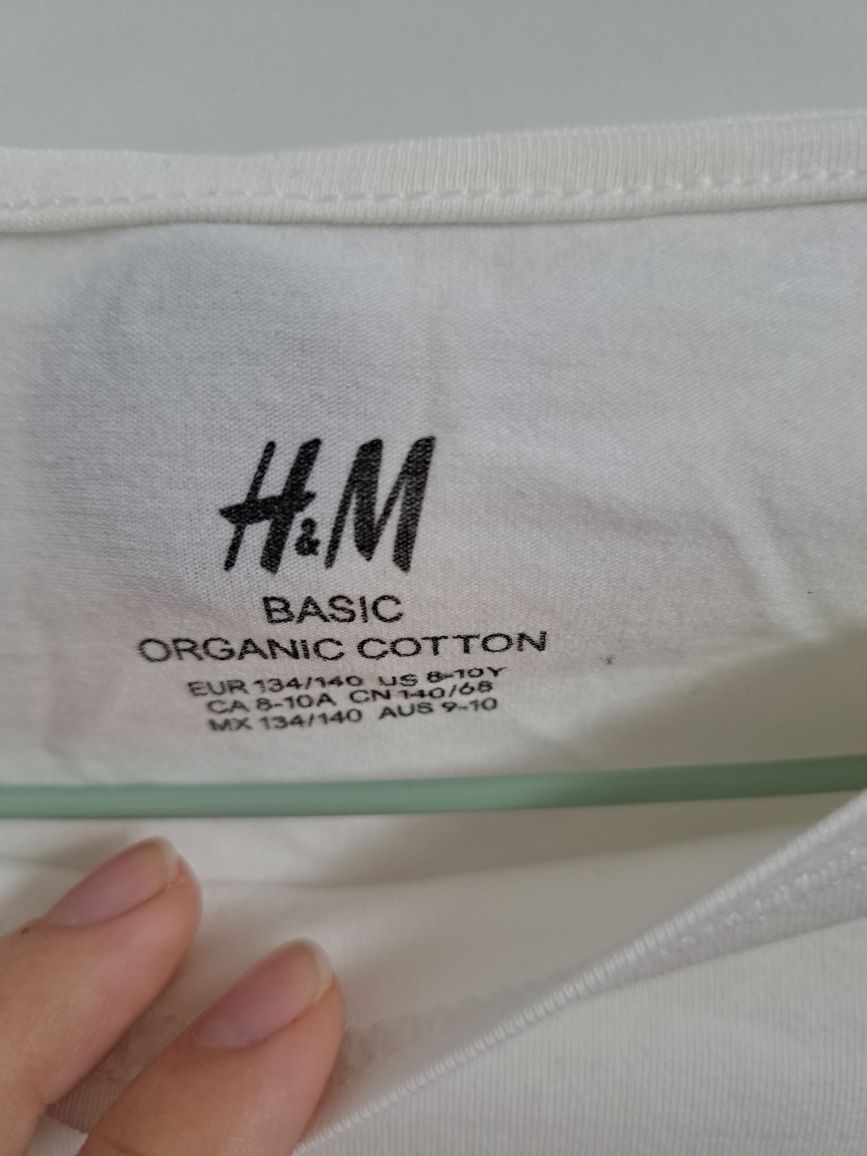 H&M
BASIC
ORGANIC COTTON
EUR 134/140 US 8-10Y
CA 8-10A CN 140/68
MX 134/140 AUS 9-10